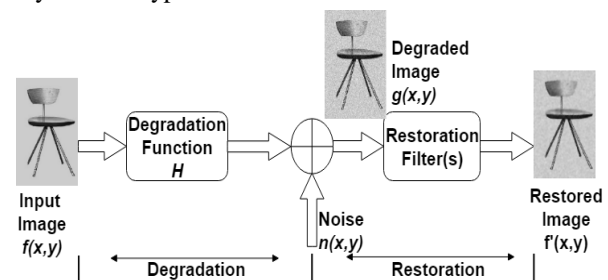 Degraded
Image
g(x,y)
Degradation
Function
H
Restoration
Filter(s)
Input
Image
f(x,y)
Noise
n(x,y)
Restored
Image
f'(x,y)
Degradation
Restoration